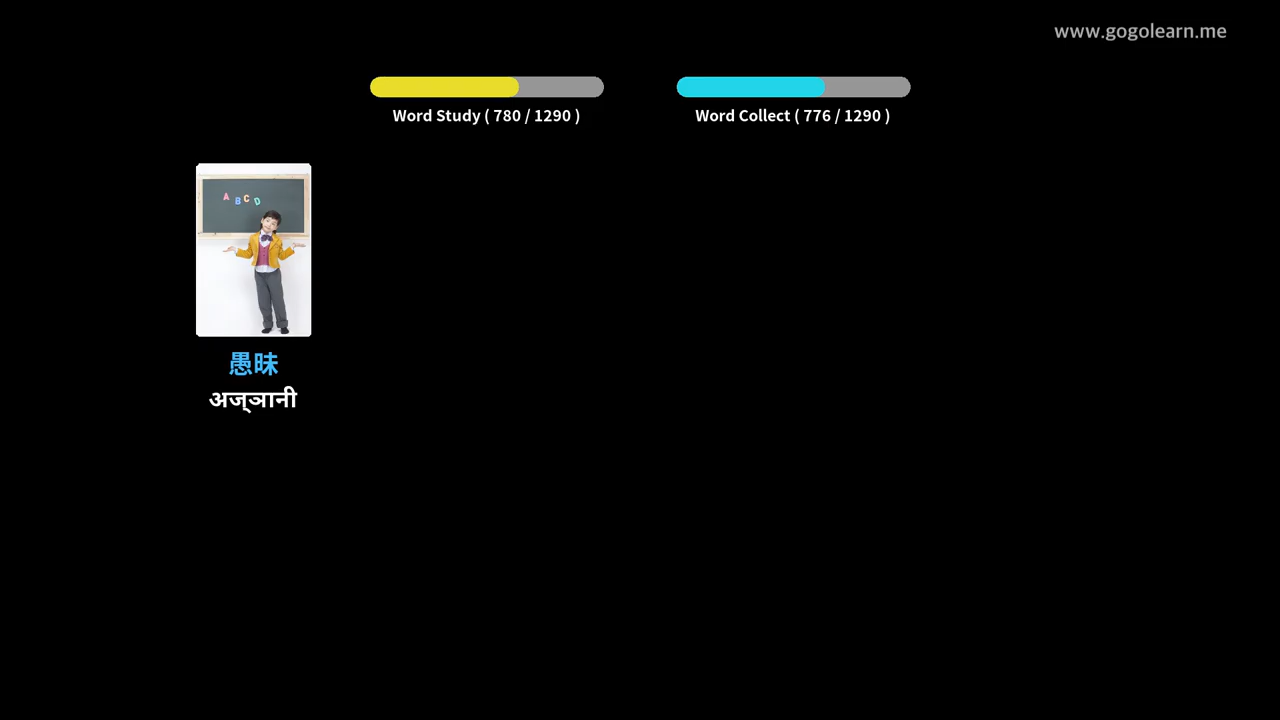 www.gogolearn.me
Word Study ( 780 / 1290 )
Word Collect ( 776 / 1290 )
A B C D
愚昧
अज्ञानी